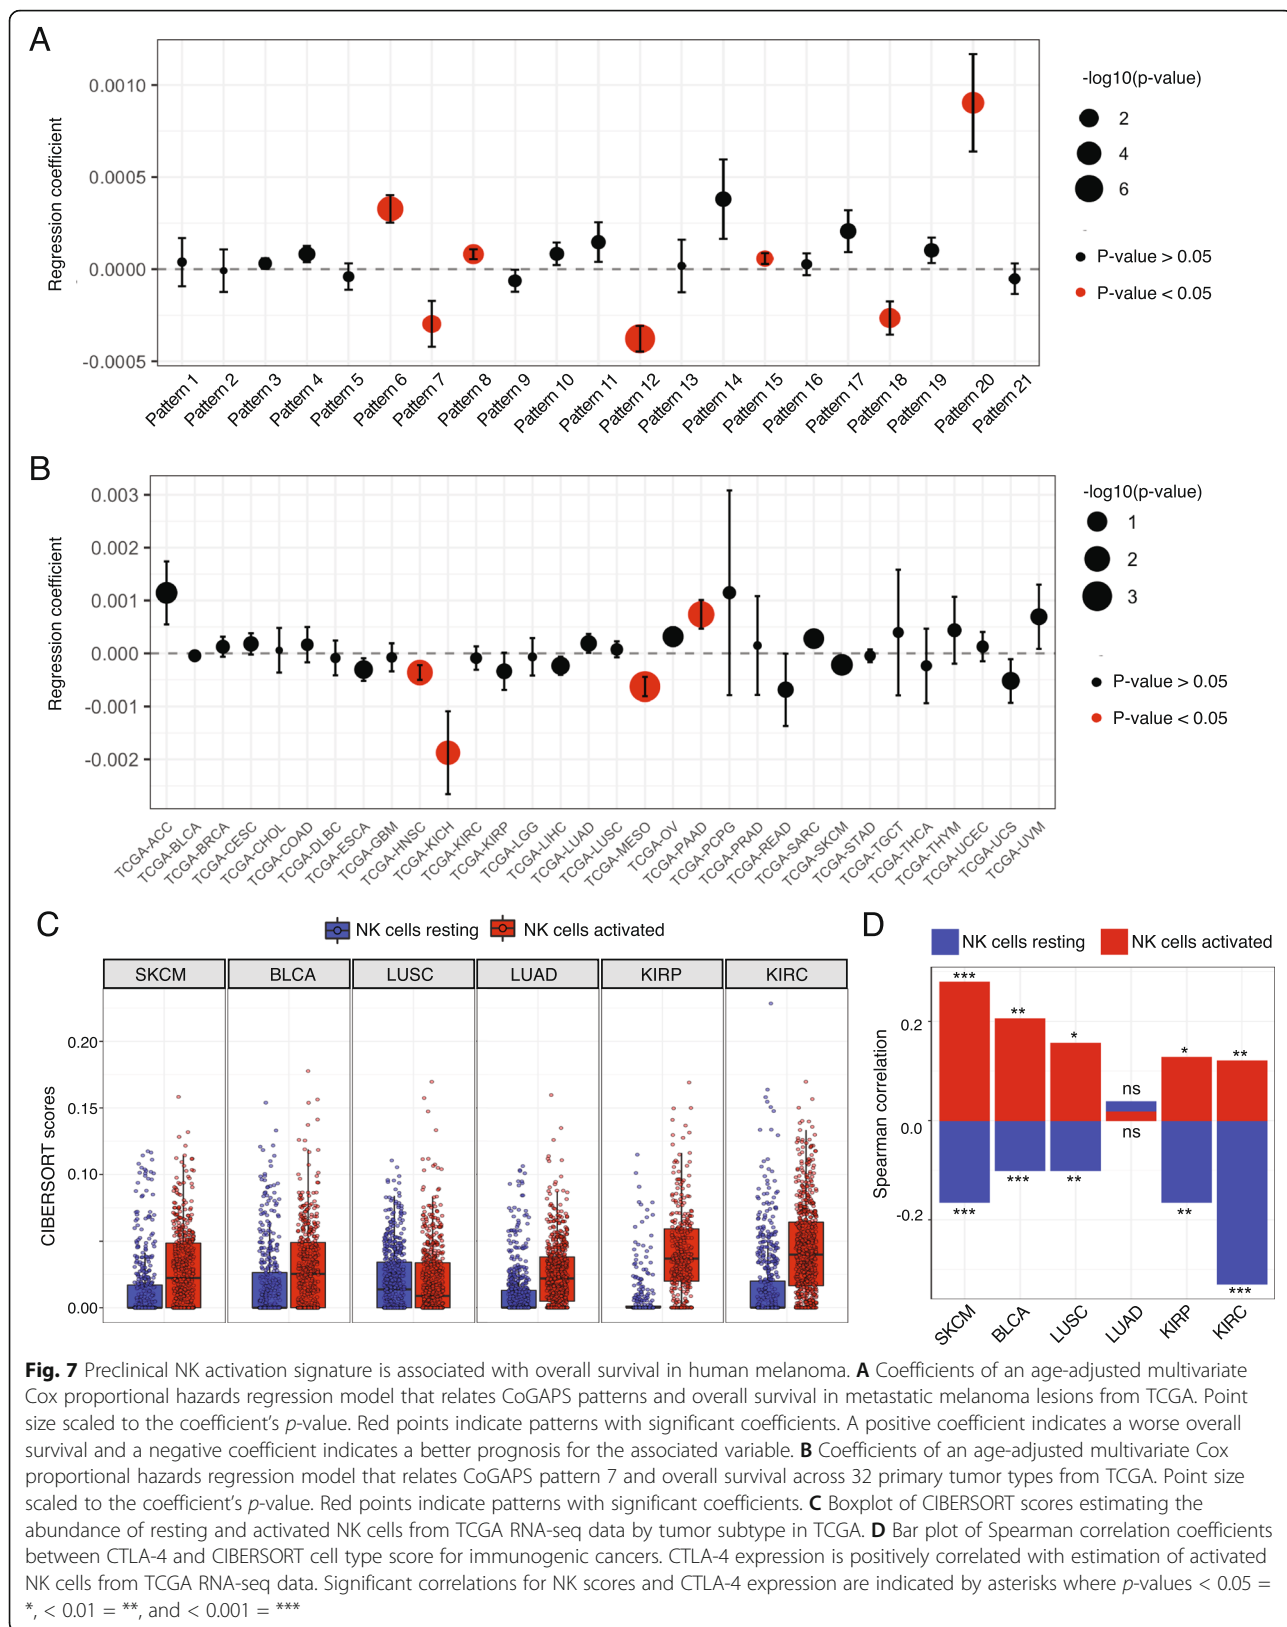 A
0.0010
0.0005
0.0000
-0.0005
Regression coefficient
Pattern 1
Pattern 2
Pattern 3
Pattern 4
Pattern 5
Pattern 6
Pattern 7
Pattern 8
Pattern 9
Pattern 10
Pattern 11
Pattern 12
Pattern 13
Pattern 14
Pattern 15
Pattern 16
Pattern 17
Pattern 18
Pattern 19
Pattern 20
Pattern 21
-log10(p-value)
2
4
6
P-value > 0.05
P-value < 0.05
B
0.003
0.002
0.001
0.000
-0.001
-0.002
Regression coefficient
TCGA-ACC
TCGA-BLCA
TCGA-BRCA
TCGA-CESC
TCGA-CHOL
TCGA-COAD
TCGA-DLBC
TCGA-ESCA
TCGA-GBM
TCGA-HNSC
TCGA-KICH
TCGA-KIRC
TCGA-KIRP
TCGA-LGG
TCGA-LIHC
TCGA-LUAD
TCGA-LUSC
TCGA-MESO
TCGA-OV
TCGA-PAAD
TCGA-PCPG
TCGA-PRAD
TCGA-READ
TCGA-SARC
TCGA-SKCM
TCGA-STAD
TCGA-TGCT
TCGA-THCA
TCGA-THYM
TCGA-UCEC
TCGA-UCS
TCGA-UVM
-log10(p-value)
1
2
3
P-value > 0.05
P-value < 0.05
C
NK cells resting NK cells activated
SKCM BLCA LUSC LUAD KIRP KIRC
0.20
0.15
0.10
0.00
CIBERSORT scores
D
NK cells resting NK cells activated
Spearman correlation
0.2
0.0
-0.2
*** ** * ns * **
*** *** ** ns ** ***
SKCM
BLCA
LUSC
LUAD
KIRP
KIRC
Fig. 7 Preclinical NK activation signature is associated with overall survival in human melanoma. A Coefficients of an age-adjusted multivariate
Cox proportional hazards regression model that relates CoGAPS patterns and overall survival in metastatic melanoma lesions from TCGA. Point
size scaled to the coefficient's p-value. Red points indicate patterns with significant coefficients. A positive coefficient indicates a worse overall
survival and a negative coefficient indicates a better prognosis for the associated variable. B Coefficients of an age-adjusted multivariate Cox
proportional hazards regression model that relates CoGAPS pattern 7 and overall survival across 32 primary tumor types from TCGA. Point size
scaled to the coefficient's p-value. Red points indicate patterns with significant coefficients. C Boxplot of CIBERSORT scores estimating the
abundance of resting and activated NK cells from TCGA RNA-seq data by tumor subtype in TCGA. D Bar plot of Spearman correlation coefficients
between CTLA-4 and CIBERSORT cell type score for immunogenic cancers. CTLA-4 expression is positively correlated with estimation of activated
NK cells from TCGA RNA-seq data. Significant correlations for NK scores and CTLA-4 expression are indicated by asterisks where p-values < 0.05 =
*, < 0.01 = **, and < 0.001 = ***